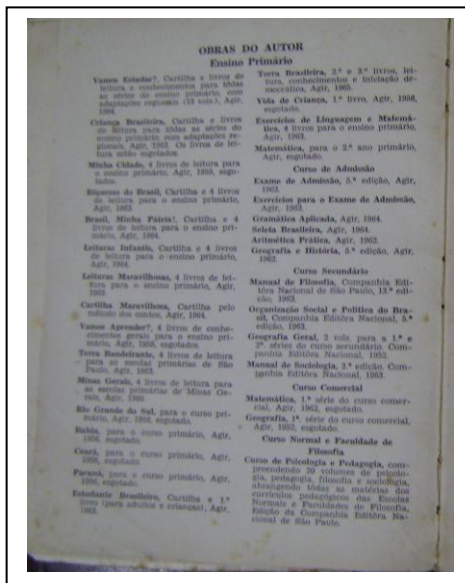 OBRAS DO AUTOR
Ensino Primário
Vamos Estudar?, Cartilha e livros de
leitura e conhecimentos para tôdas
as séries do ensino primário, com
adaptações regionais (15 vols.), Agir,
1964.
Criança Brasileira, Cartilha e livros
de leitura para tôdas as séries do
ensino primário, com adaptações re-
gionais, Agir, 1963. Os livros de lei-
tura estão esgotados.
Minha Cidade, 4 livros de leitura para
o ensino primário, Agir, esgo-
tados.
Riquezas do Brasil, Cartilha e 4 livros
de leitura para o ensino primário,
Agir,
Brasil, Minha Pátria!, Cartilha e 4
livros de leitura para o ensino pri-
mário, Agir, 1964.
Leituras Infantis, Cartilha e 4 livros
de leitura para o ensino primário,
Agir, 1964.
Leituras Maravilhosas, 4 livros de lei-
tura para o ensino primário, Agir,
1963.
Cartilha Maravilhosa, Cartilha pelo
método dos contos, Agir, 1964.
Vamos Aprender?, 4 livros de conhe-
cimentos gerais para o ensino pri-
mário, Agir, 1958, esgotados.
Terra Bandeirante, 4 livros de leitura
para as escolas primárias de São
Paulo, Agir, 1963.
Minas Gerais, 4 livros de leitura para
as escolas primárias de Minas Ge-
rais, Agir,
Rio Grande do Sul, para o curso pri-
mário, Agir, 1956, esgotado.
Bahia, para o curso primário, Agir,
1956, esgotado.
Ceará, para o curso primário, Agir,
1956, esgotado.
Paraná, para o curso primário, Agir,
1956, esgotado.
Estudante Brasileiro, Cartilha e 1.º
livro (para adultos e crianças), Agir,
1963.
Terra Brasileira, 2.º e 3.º livros, lei-
tura, conhecimentos e iniciação de-
mocrática, Agir, 1965.
Vida de Criança, 1.º livro, Agir, 1956,
esgotado.
Exercícios de Linguagem e Matemá-
tica, 4 livros para o ensino primário,
Agir, 1963.
Matemática, para o 2.º ano primário,
Agir, esgotado.
Curso de Admissão
Exame de Admissão, 5.ª edição, Agir,
1963.
Exercícios para o Exame de Admissão,
Agir, 1963.
Gramática Aplicada, Agir, 1964.
Seleta Brasileira, Agir, 1964.
Aritmética Prática, Agir, 1962.
Geografia e História, 5.ª edição, Agir,
1963.
Curso Secundário
Manual de Filosofia, Companhia Edi-
tôra Nacional de São Paulo, 13.ª edi-
ção, 1963.
Organização Social e Política do Bra-
sil, Companhia Editôra Nacional, 5.ª
edição, 1963.
Geografia Geral, 2 vols. para a 1.ª e
2.ª séries do curso secundário. Com-
panhia Editôra Nacional, 1952.
Manual de Sociologia, edição. Com-
panhia Editôra Nacional, 1963.
Curso Comercial
Matemática, 1.ª série do curso comer-
cial, Agir, 1962, esgotado.
Geografia, 1ª. série do curso comercial,
Agir, 1952, esgotado.
Curso Normal e Faculdade de
Filosofia
Curso de Psicologia e Pedagogia, com-
preendendo 20 volumes de psicolo-
gia, pedagogia, filosofia e sociologia,
abrangendo tôdas as matérias dos
currículos pedagógicos das Escolas
Normais e Faculdades de Filosofia,
Edição da Companhia Editôra Na-
cional de São Paulo.